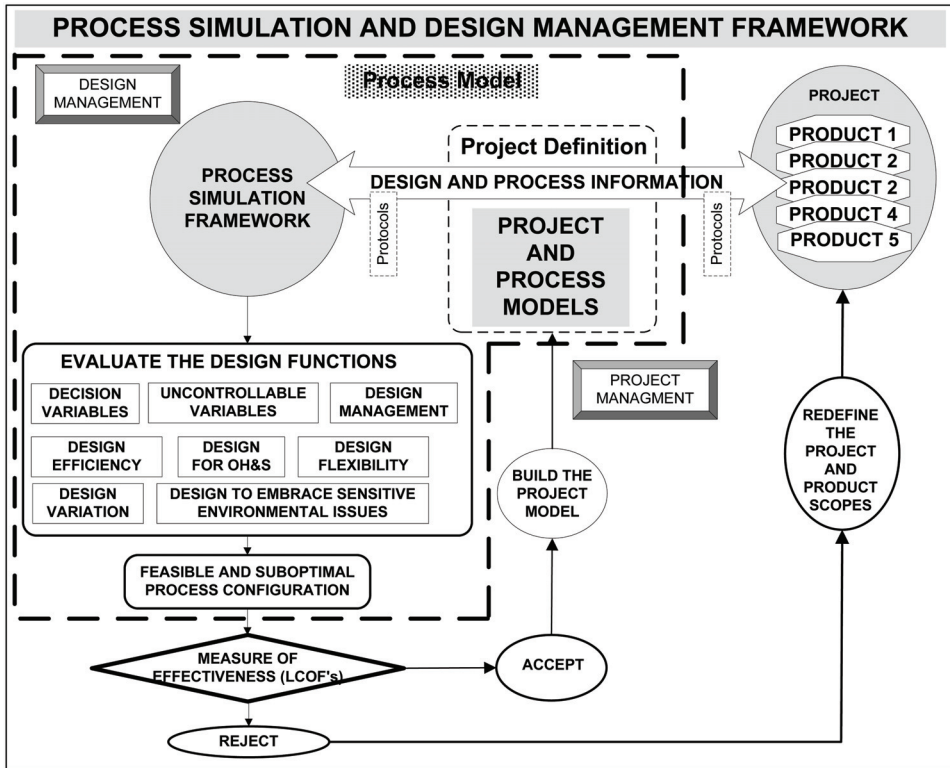 PROCESS SIMULATION AND DESIGN MANAGEMENT FRAMEWORK
DESIGN
MANAGEMENT
Process Model
PROJECT
PRODUCT 1
PRODUCT 2
PRODUCT 2
PRODUCT 4
PRODUCT 5
PROCESS
SIMULATION
FRAMEWORK
Project Definition
DESIGN AND PROCESS INFORMATION
Protocols
Protocols
PROJECT
AND
PROCESS
MODELS
EVALUATE THE DESIGN FUNCTIONS
DECISION
VARIABLES
UNCONTROLLABLE
VARIABLES
DESIGN
MANAGEMENT
DESIGN
EFFICIENCY
DESIGN
FOR OH&S
DESIGN
FLEXIBILITY
DESIGN
VARIATION
DESIGN TO EMBRACE SENSITIVE
ENVIRONMENTAL ISSUES
PROJECT
MANAGMENT
BUILD THE
PROJECT
MODEL
REDEFINE
THE
PROJECT
AND
PRODUCT
SCOPES
FEASIBLE AND SUBOPTIMAL
PROCESS CONFIGURATION
MEASURE OF
EFFECTIVENESS (LCOF's)
ACCEPT
REJECT